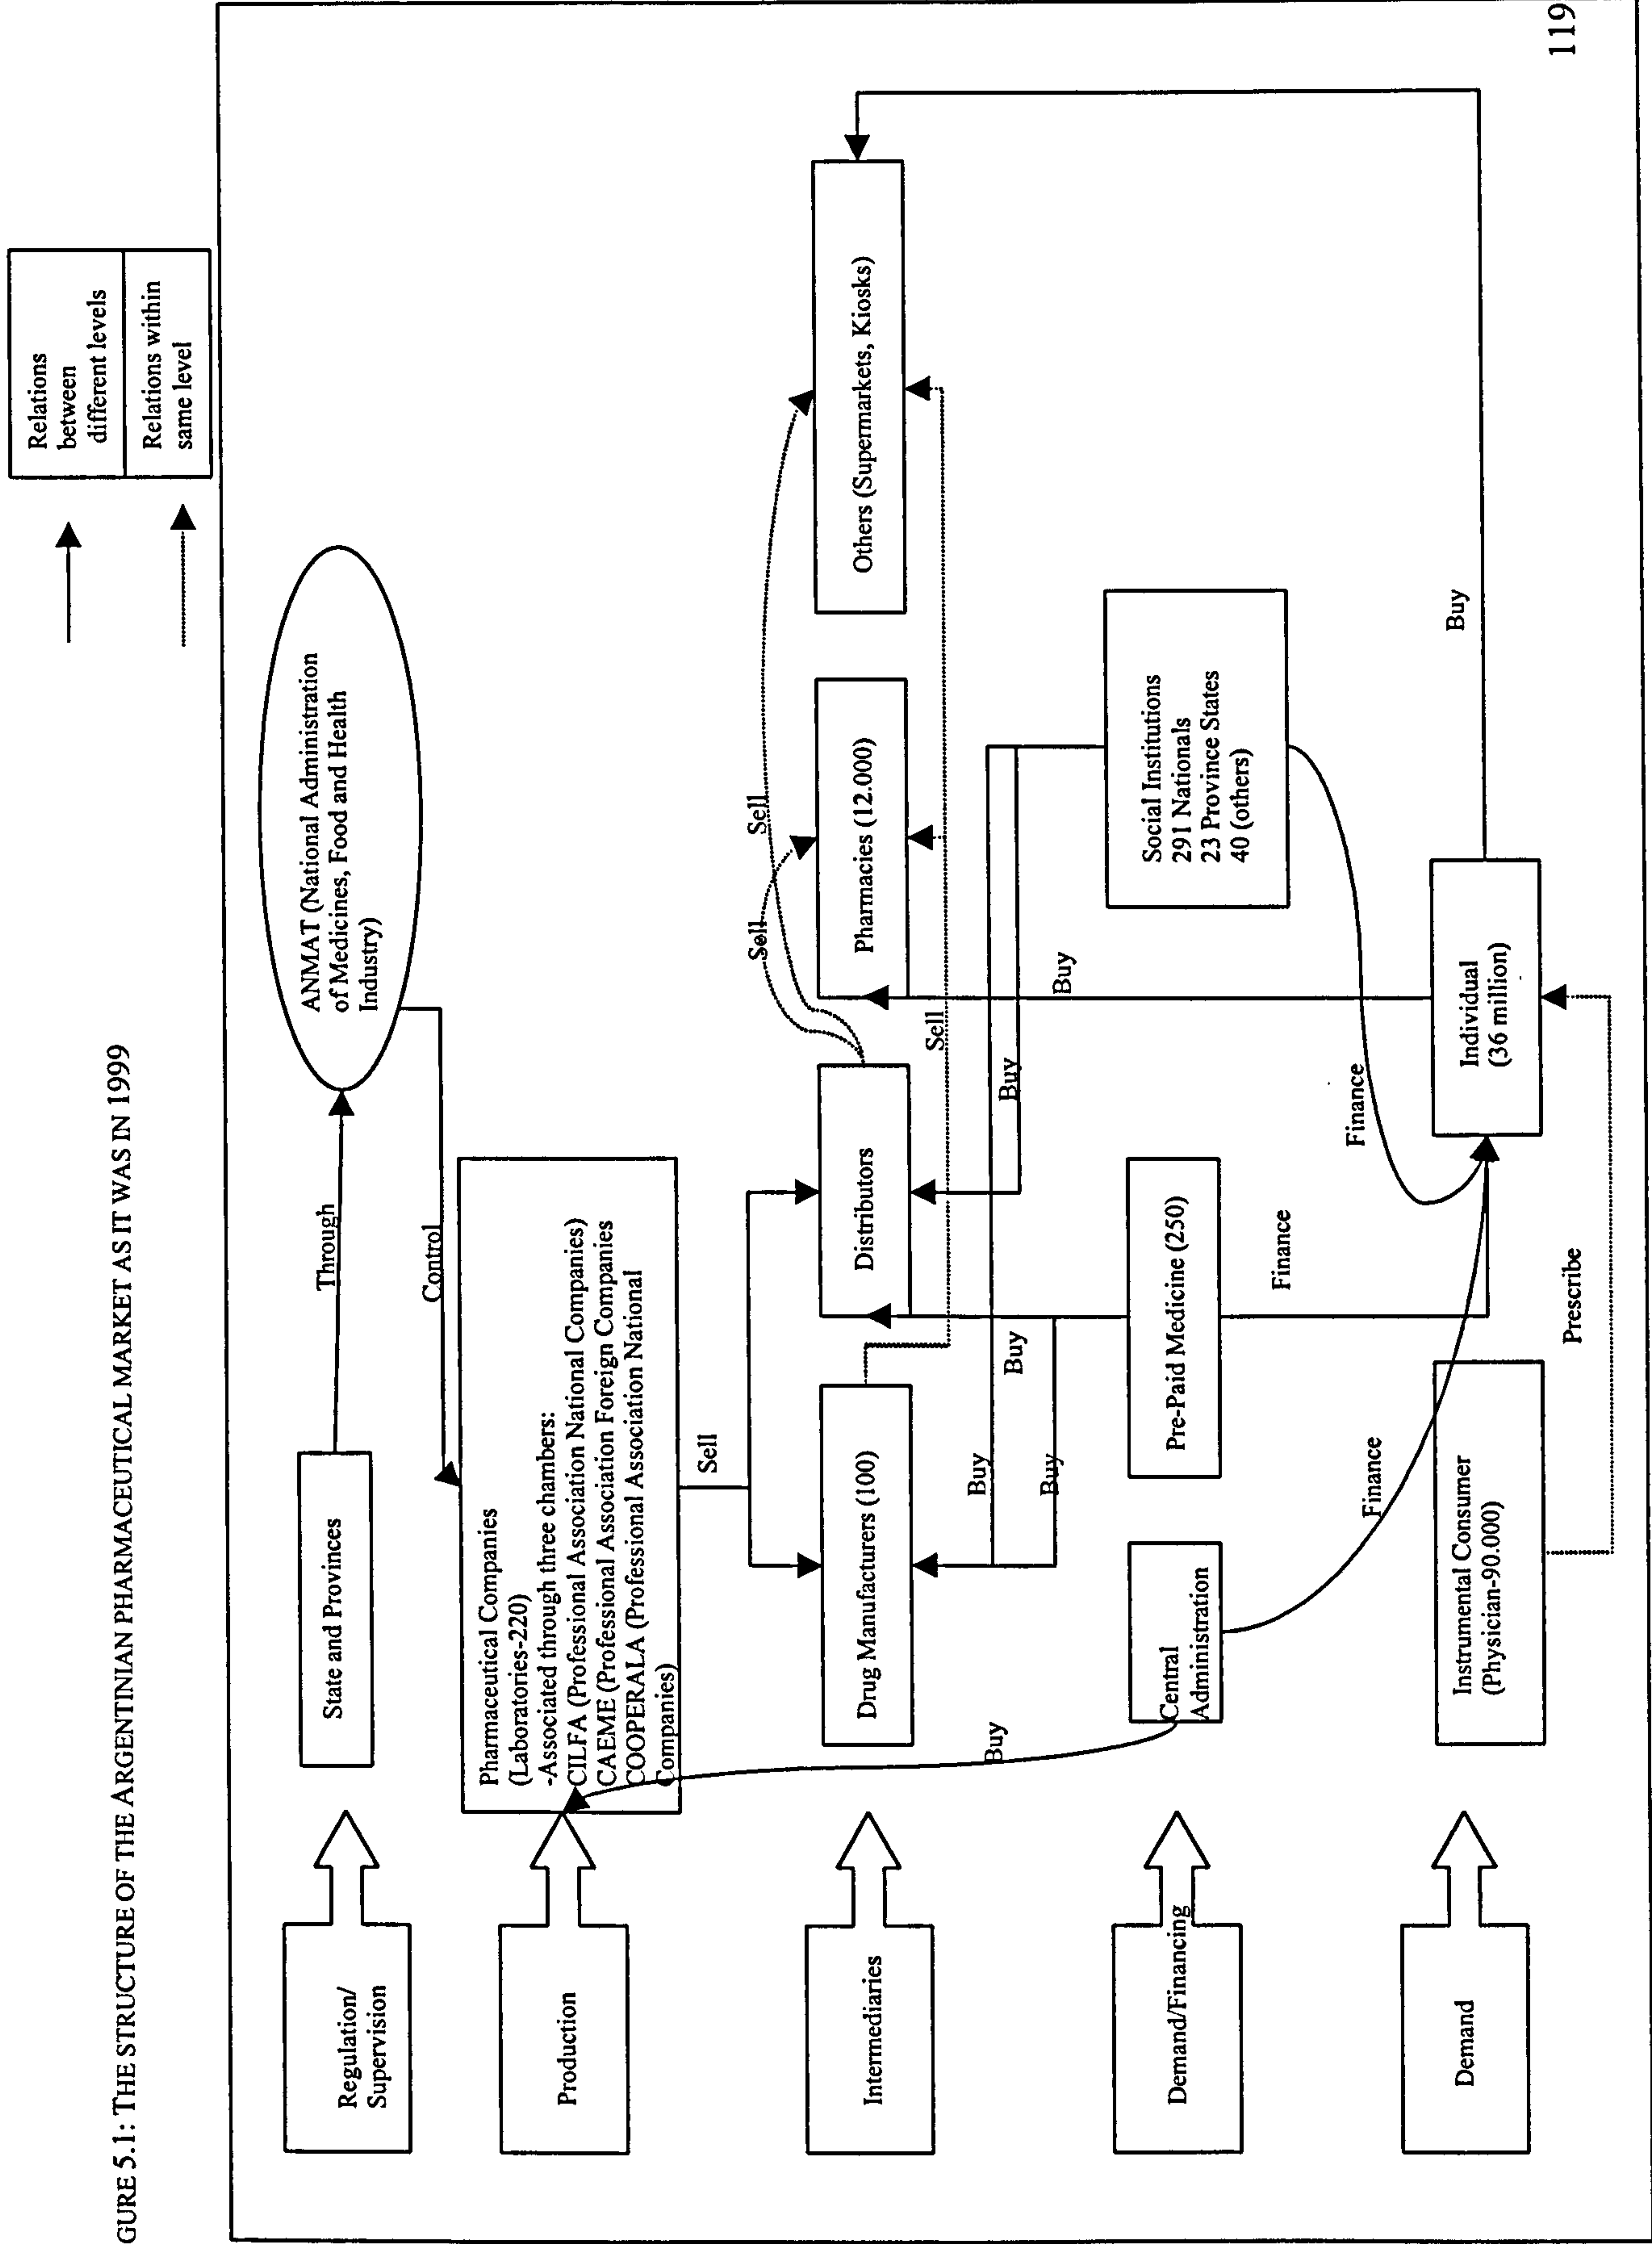 GURE 5.1: THE STRUCTURE OF THE ARGENTINIAN PHARMACEUTICAL MARKET AS IT WAS IN 1999
Relations
between
different levels
Relations within
same level
Regulation/
Supervision
State and Provinces
Through
ANMAT (National Administration
of Medicines, Food and Health
Industry)
Control
Production
Pharmaceutical Companies
(Laboratories-220)
-Associated through three chambers:
CILFA (Professional Association National Companies)
CAEME (Professional Association Foreign Companies
COOPERALA (Professional Association National
Companies)
Sell
Sell
Sell
Intermediaries
Drug Manufacturers (100)
Distributors
Pharmacies (12.000)
Others (Supermarkets, Kiosks)
Sell
Buy
Buy
Buy
Buy
Buy
Buy
Demand/Financing
Central
Administration
Pre-Paid Medicine (250)
Social Institutions
291 Nationals
23 Province States
40 (others)
Finance
Finance
Finance
Buy
Demand
Instrumental Consumer
(Physician-90.000)
Individual
(36 million)
Prescribe
119